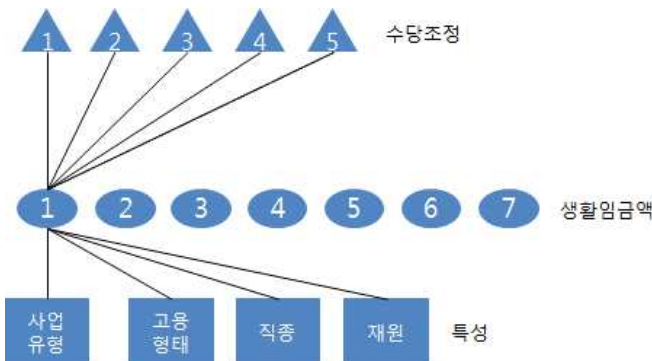 1 2 3 4 5 수당조정
1 2 3 4 5 6 7 생활임금액
사업 고용 직종 재원 특성
유형 형태